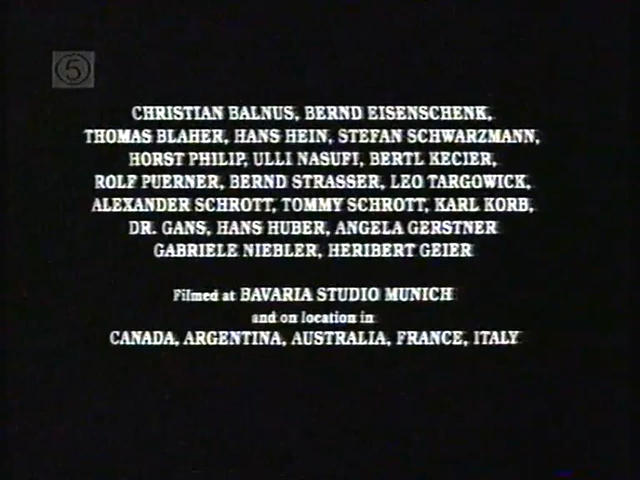 5
CHRISTIAN BALNUS, BERND EISENSCHENK,
THOMAS BLAHER, HANS HEIN, STEFAN SCHWARZMANN,
HORST PHILIP, ULLI NASUFI, BERTL KECIER,
ROLF PUERNER, BERND STRASSER, LEO TARGOWICK,
ALEXANDER SCHROTT, TOMMY SCHROTT, KARL KORB,
DR. GANS, HANS HUBER, ANGELA GERSTNER
GABRIELE NIEBLER, HERIBERT GEIER
Filmed at BAVARIA STUDIO MUNICH
and on location in
CANADA, ARGENTINA, AUSTRALIA, FRANCE, ITALY